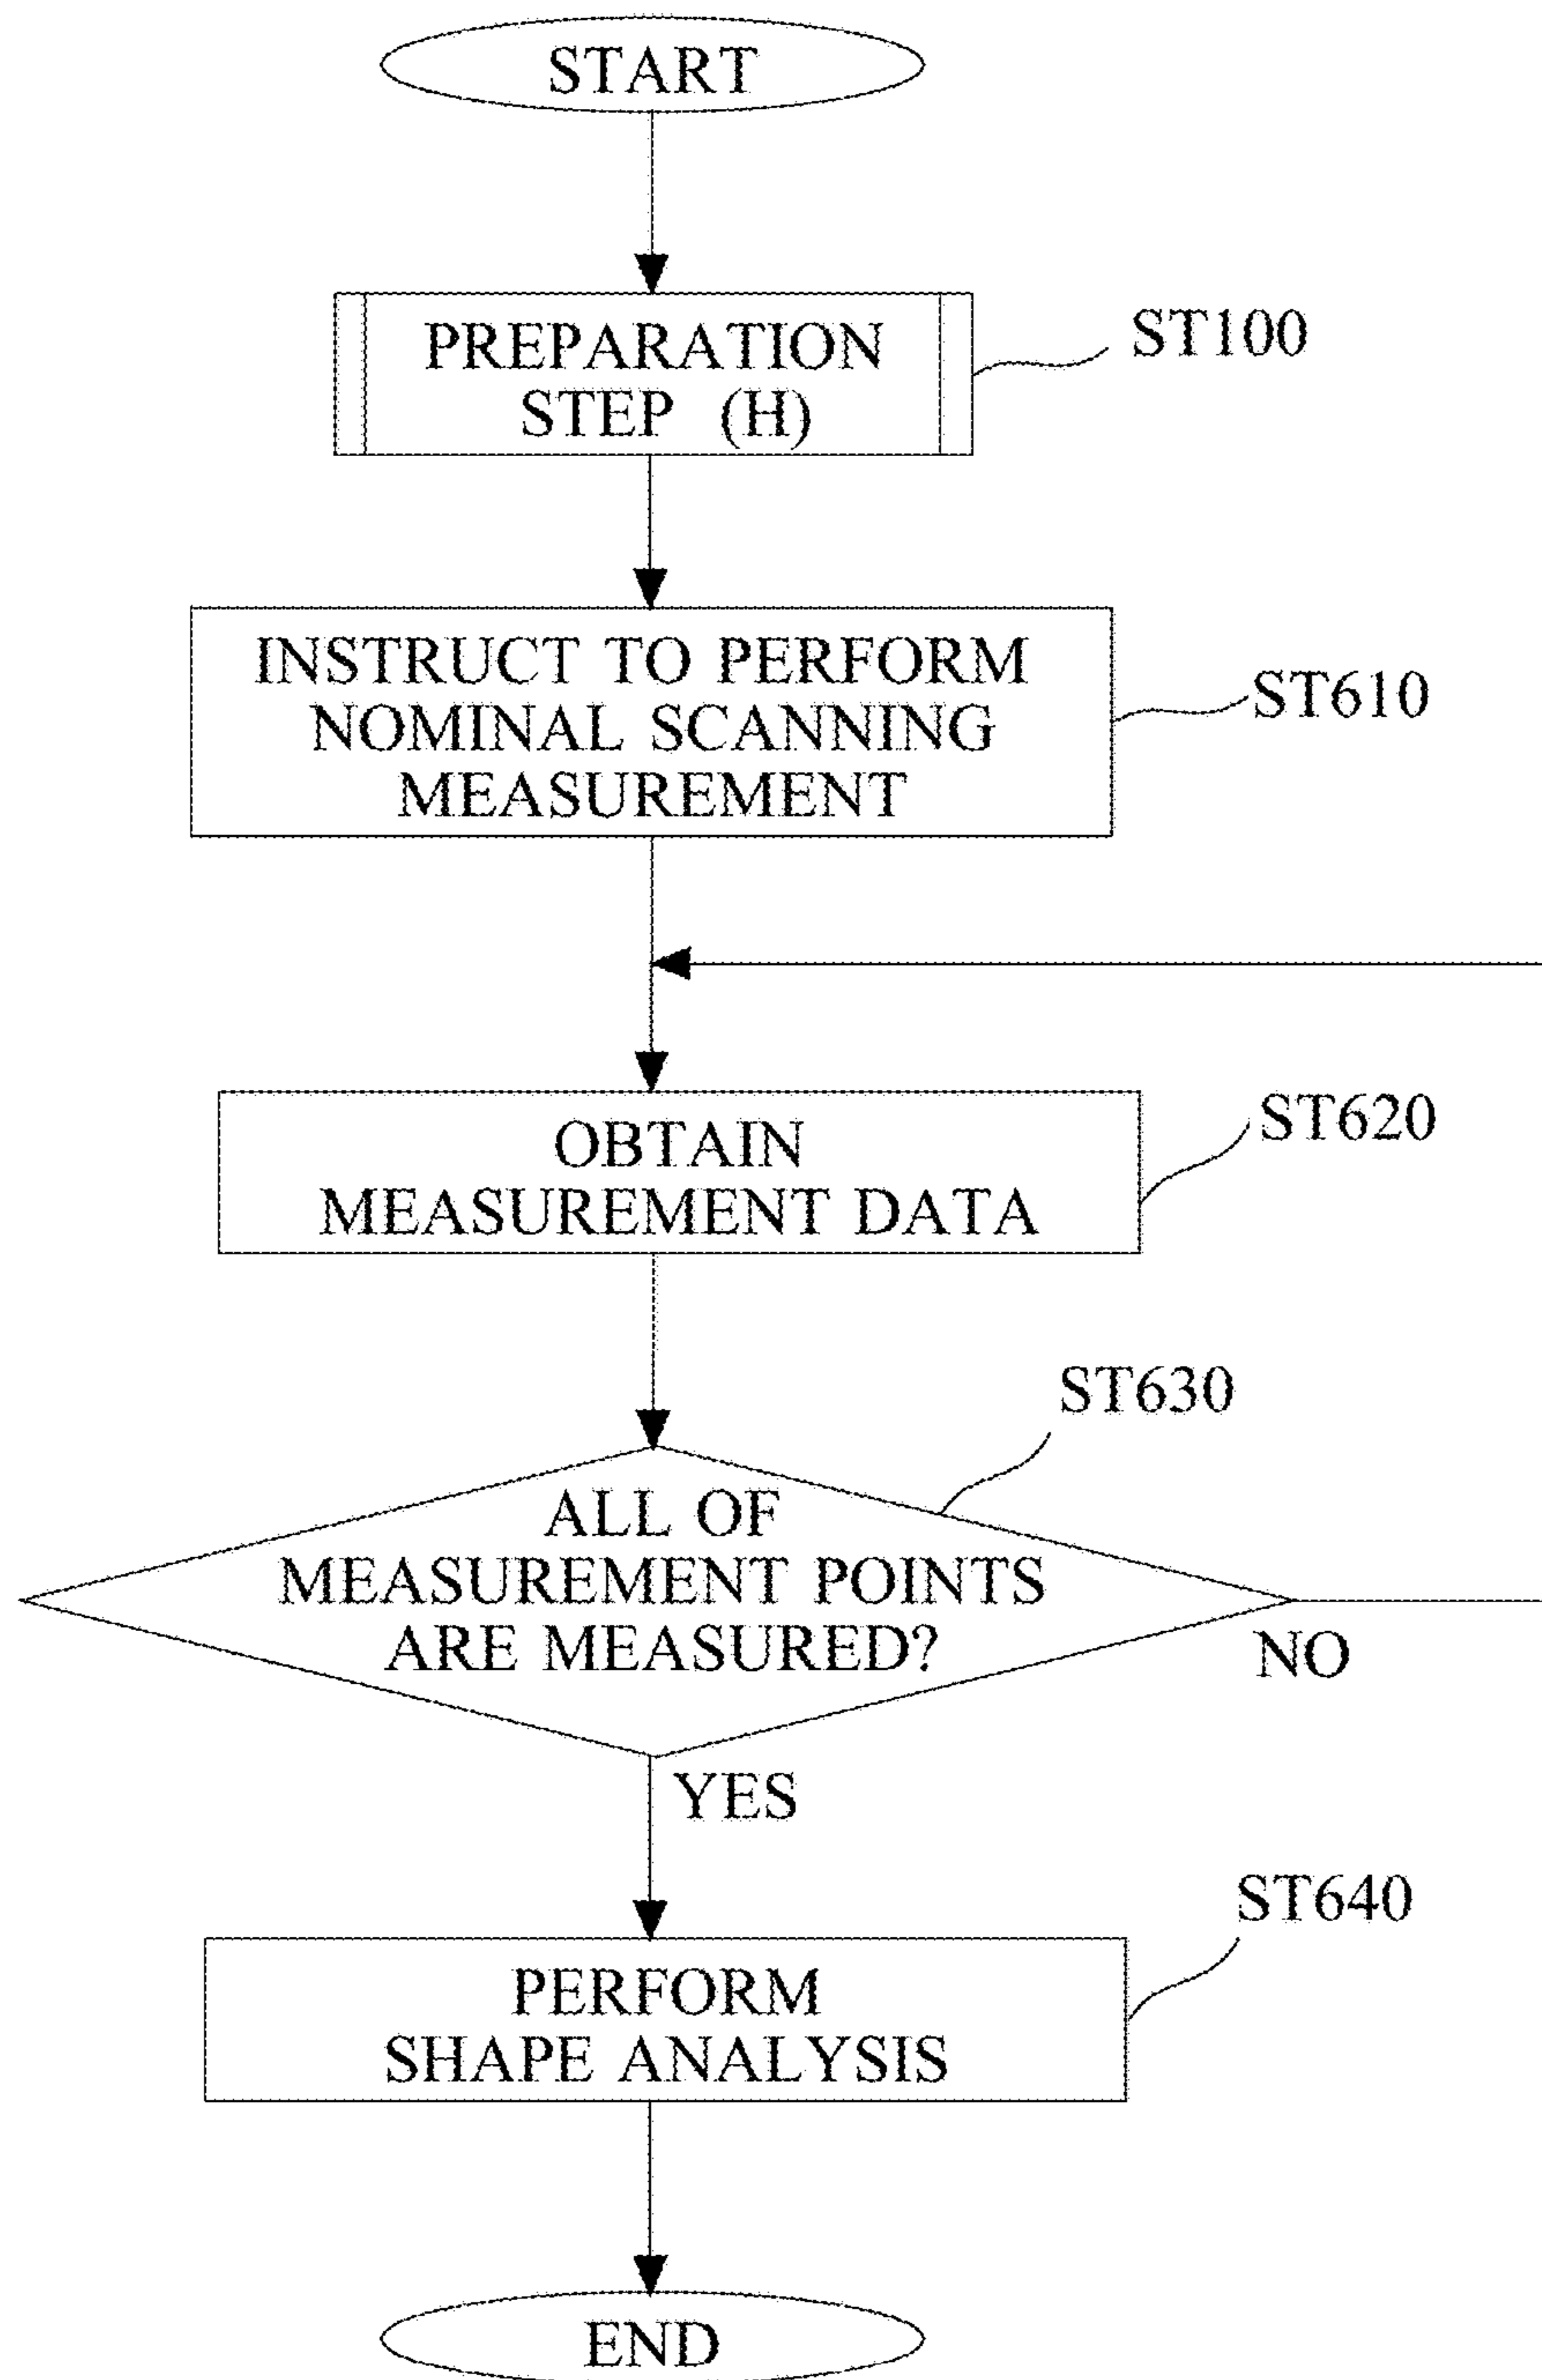 START
PREPARATION
STEP (H)
ST100
INSTRUCT TO PERFORM
NOMINAL SCANNING
MEASUREMENT
ST610
OBTAIN
MEASUREMENT DATA
ST620
ST630
ALL OF
MEASUREMENT POINTS
ARE MEASURED?
NO
YES
ST640
PERFORM
SHAPE ANALYSIS
END